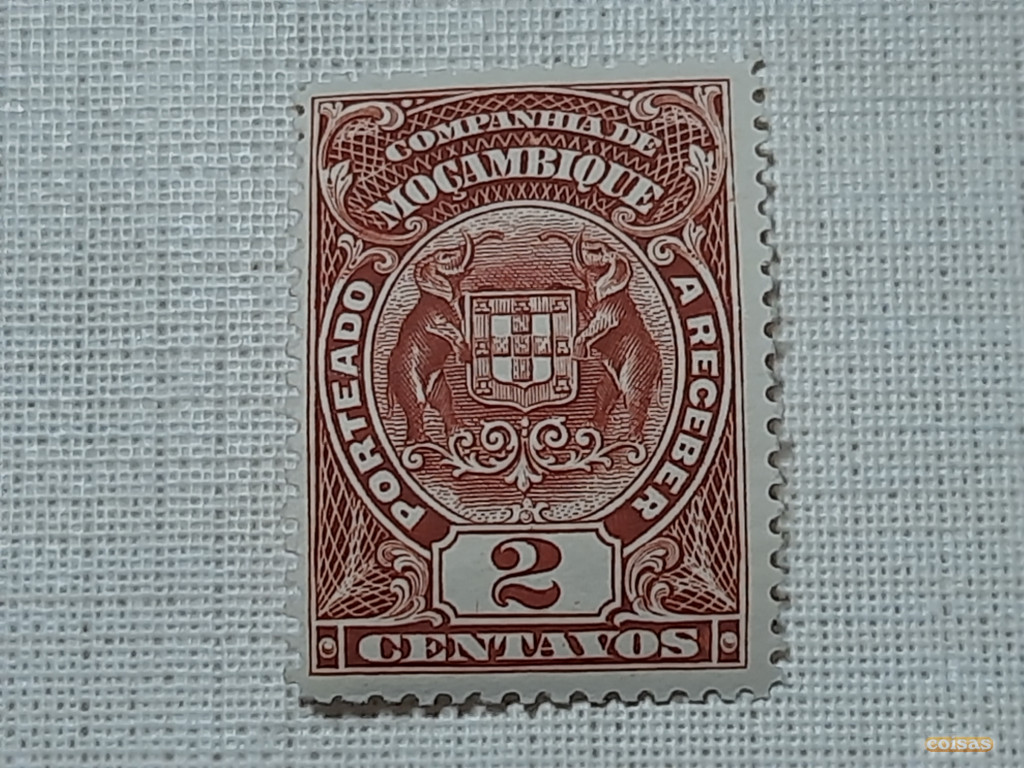 COMPANHIA DE
MOÇAMBIQUE
PORTEADO
A RECEBER
2
CENTAVOS
coisas